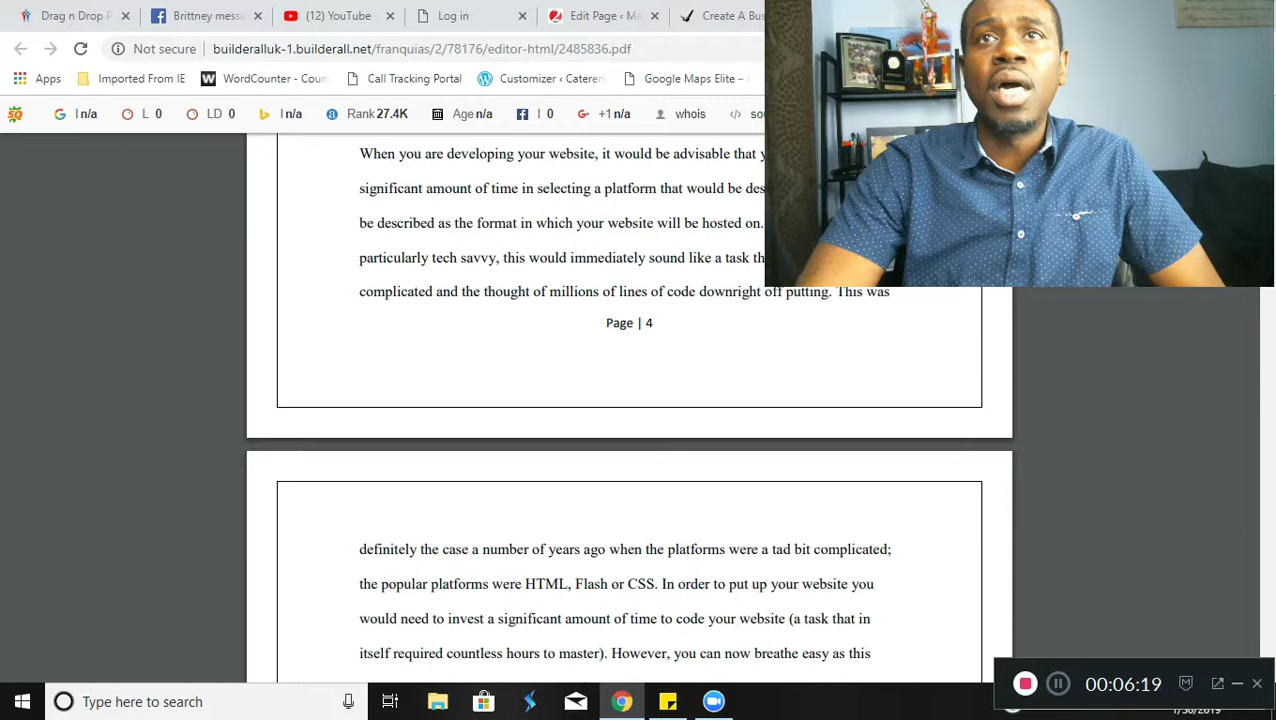 Drag n Drop P
Brittney messa
(12) YouTube
Log in
Edit Page ‹ Ma
Create A Bus
Not secure
builderalluk-1.builderall.net/franquias/2/78176/editor-html/2485836.pdf
Apps
Imported From IE
WordCounter - Coun
Call Tracking Portal
Customizer ‹ Caterers
Google Maps Elite –
I n/a
L 0
LD 0
I n/a
Rank 27.4K
Age n/a
I 0
+1 n/a
whois
sou
When you are developing your website, it would be advisable that y
significant amount of time in selecting a platform that would be des
be described as the format in which your website will be hosted on.
particularly tech savvy, this would immediately sound like a task th
complicated and the thought of millions of lines of code downright off putting. This was
Page | 4
definitely the case a number of years ago when the platforms were a tad bit complicated;
the popular platforms were HTML, Flash or CSS. In order to put up your website you
would need to invest a significant amount of time to code your website (a task that in
itself required countless hours to master). However, you can now breathe easy as this
00:06:19
Type here to search
1/30/2019